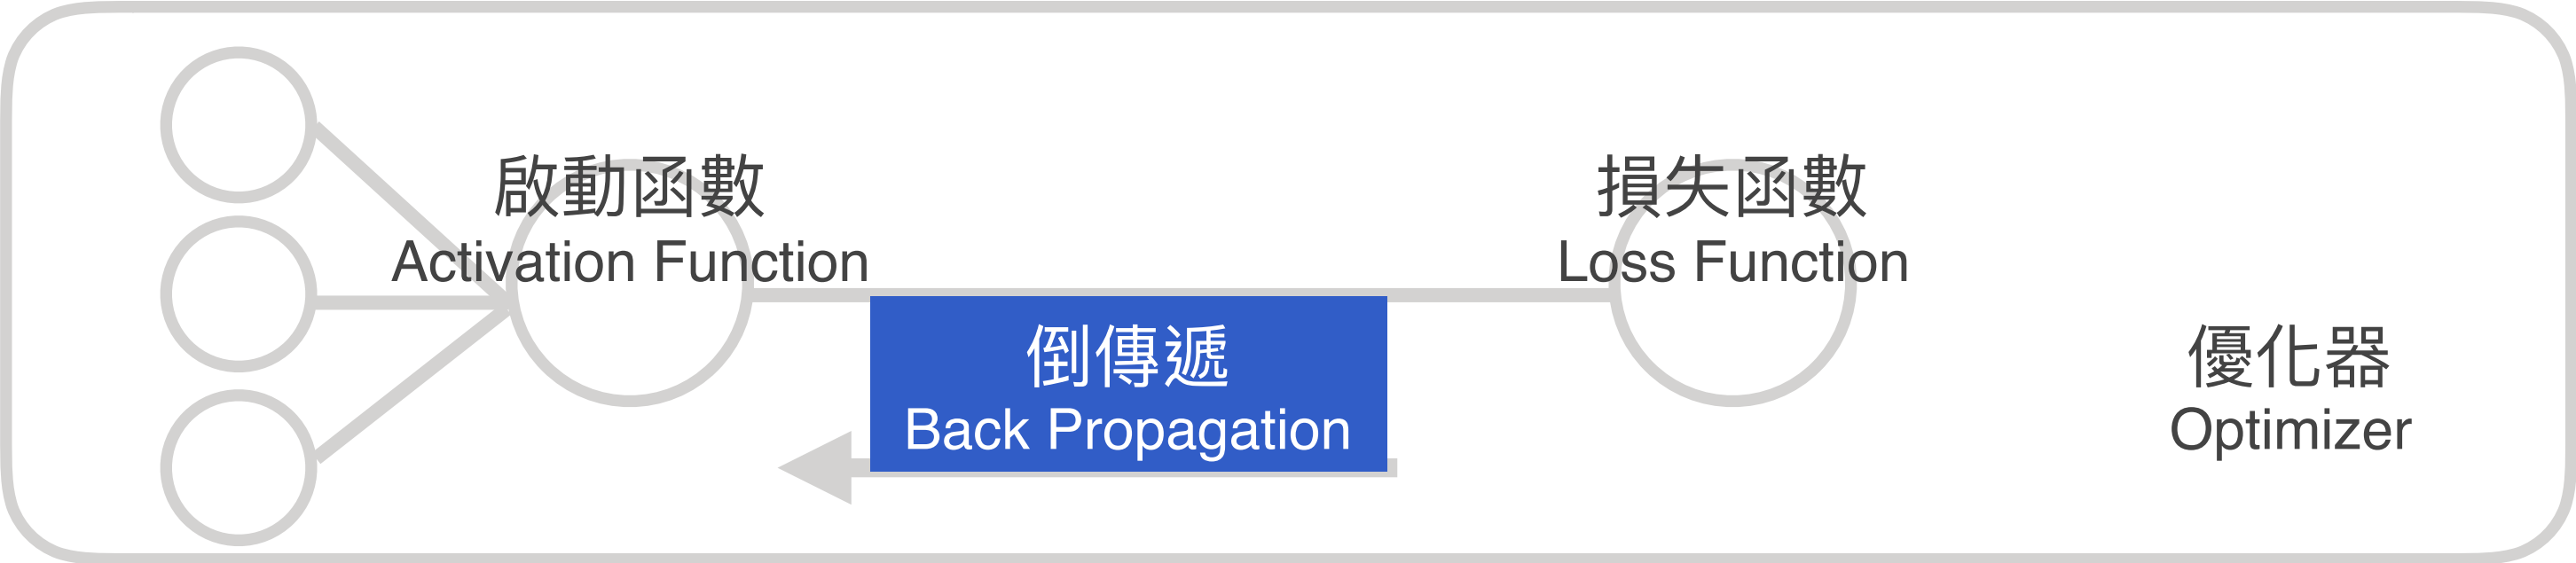 啟動函數
Activation Function
損失函數
Loss Function
倒傳遞
Back Propagation
優化器
Optimizer